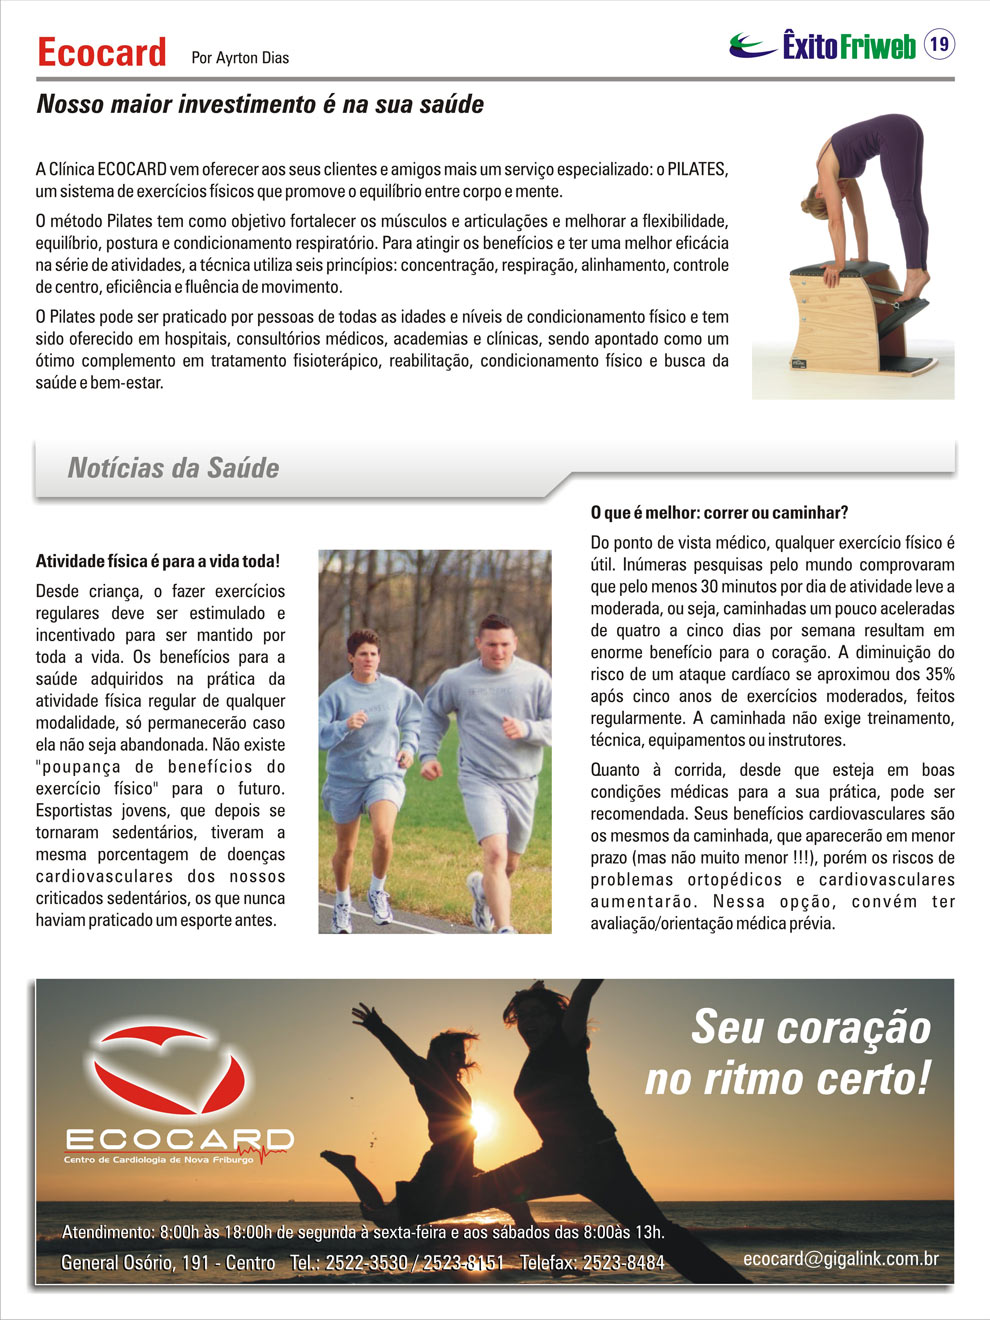 Ecocard Por Ayrton Dias
ÊxitoFriweb 19
Nosso maior investimento é na sua saúde
A Clínica ECOCARD vem oferecer aos seus clientes e amigos mais um serviço especializado: o PILATES,
um sistema de exercícios físicos que promove o equilíbrio entre corpo e mente.
O método Pilates tem como objetivo fortalecer os músculos e articulações e melhorar a flexibilidade,
equilíbrio, postura e condicionamento respiratório. Para atingir os benefícios e ter uma melhor eficácia
na série de atividades, a técnica utiliza seis princípios: concentração, respiração, alinhamento, controle
de centro, eficiência e fluência de movimento.
O Pilates pode ser praticado por pessoas de todas as idades e níveis de condicionamento físico e tem
sido oferecido em hospitais, consultórios médicos, academias e clínicas, sendo apontado como um
ótimo complemento em tratamento fisioterápico, reabilitação, condicionamento físico e busca da
saúde e bem-estar.
Notícias da Saúde
Atividade física é para a vida toda!
Desde criança, o fazer exercícios
regulares deve ser estimulado e
incentivado para ser mantido por
toda a vida. Os benefícios para a
saúde adquiridos na prática da
atividade física regular de qualquer
modalidade, só permanecerão caso
ela não seja abandonada. Não existe
"poupança de benefícios do
exercício físico" para o futuro.
Esportistas jovens, que depois se
tornaram sedentários, tiveram a
mesma porcentagem de doenças
cardiovasculares dos nossos
criticados sedentários, os que nunca
haviam praticado um esporte antes.
O que é melhor: correr ou caminhar?
Do ponto de vista médico, qualquer exercício físico é
útil. Inúmeras pesquisas pelo mundo comprovaram
que pelo menos 30 minutos por dia de atividade leve a
moderada, ou seja, caminhadas um pouco aceleradas
de quatro a cinco dias por semana resultam em
enorme benefício para o coração. A diminuição do
risco de um ataque cardíaco se aproximou dos 35%
após cinco anos de exercícios moderados, feitos
regularmente. A caminhada não exige treinamento,
técnica, equipamentos ou instrutores.
Quanto à corrida, desde que esteja em boas
condições médicas para a sua prática, pode ser
recomendada. Seus benefícios cardiovasculares são
os mesmos da caminhada, que aparecerão em menor
prazo (mas não muito menor !!!), porém os riscos de
problemas ortopédicos e cardiovasculares
aumentarão. Nessa opção, convém ter
avaliação/orientação médica prévia.
Seu coração
no ritmo certo!
ECOCARD
Centro de Cardiologia de Nova Friburgo
Atendimento: 8:00h às 18:00h de segunda à sexta-feira e aos sábados das 8:00às 13h.
General Osório, 191 - Centro Tel.: 2522-3530 / 2523-8151 Telefax: 2523-8484
ecocard@gigalink.com.br